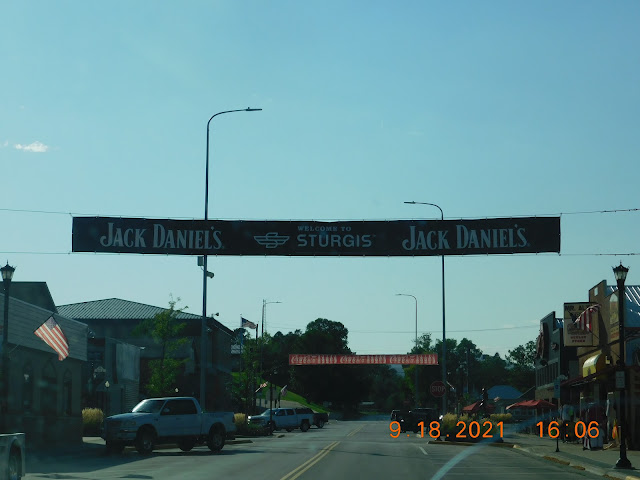 JACK DANIEL'S
WELCOME TO
STURGIS
JACK DANIEL'S
9.18.2021 16:06